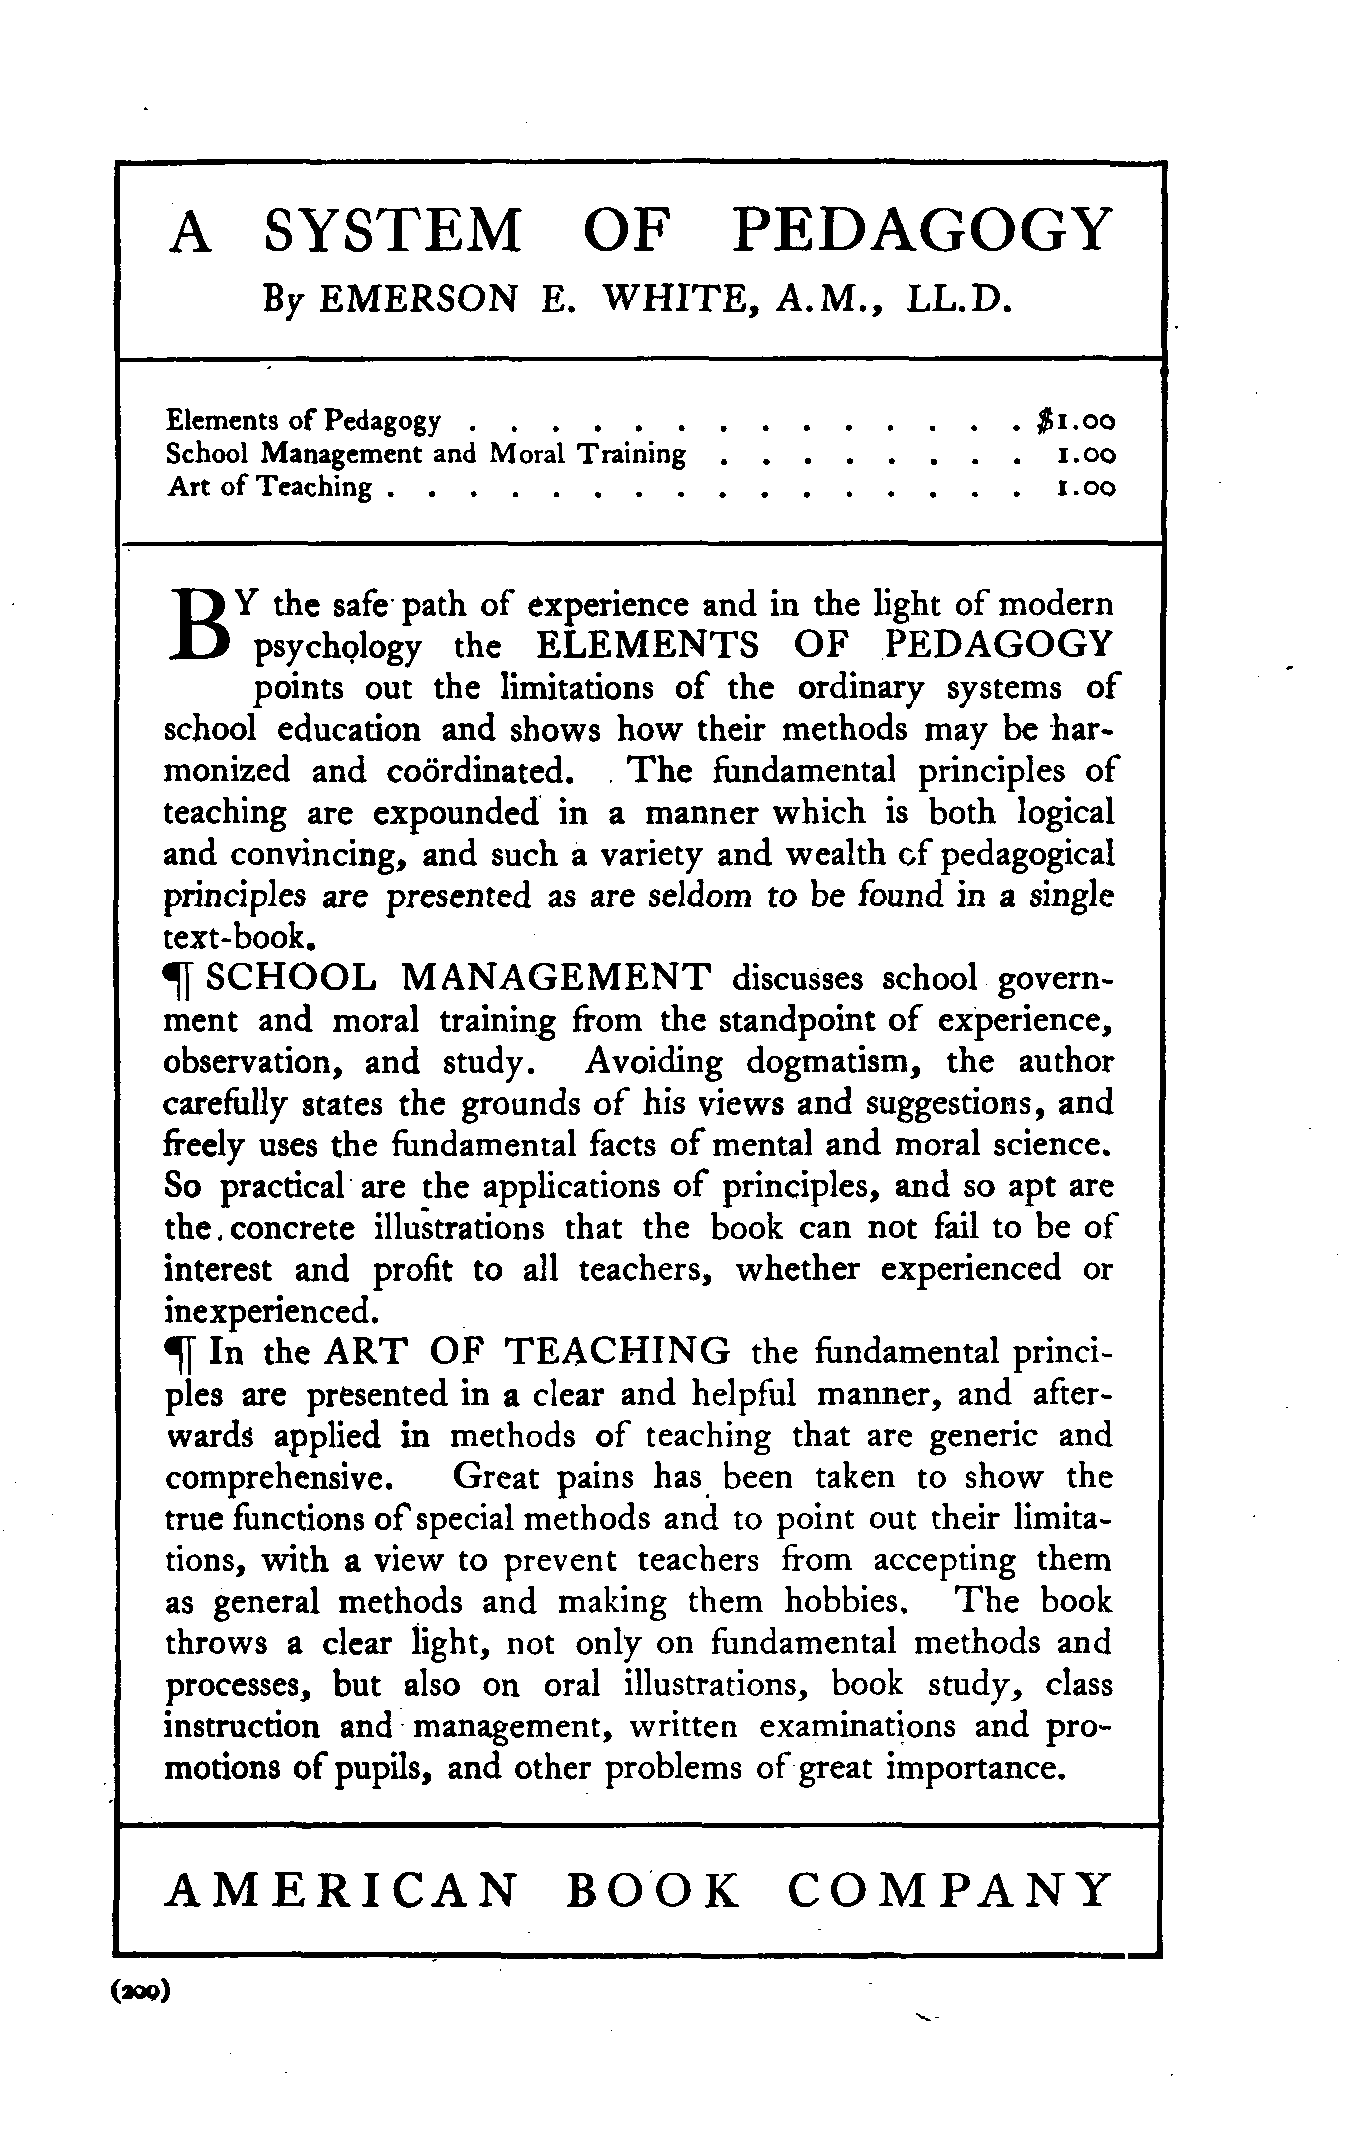 A SYSTEM OF PEDAGOGY
By EMERSON E. WHITE, A.M., LL.D.
Elements of Pedagogy . . . . . . . . . . . . . . $1.00
School Management and Moral Training . . . . . . . . 1.00
Art of Teaching . . . . . . . . . . . . . . . . 1.00
BY the safe path of experience and in the light of modern
psychology the ELEMENTS OF PEDAGOGY
points out the limitations of the ordinary systems of
school education and shows how their methods may be har-
monized and coördinated. The fundamental principles of
teaching are expounded in a manner which is both logical
and convincing, and such a variety and wealth of pedagogical
principles are presented as are seldom to be found in a single
text-book.
¶ SCHOOL MANAGEMENT discusses school govern-
ment and moral training from the standpoint of experience,
observation, and study. Avoiding dogmatism, the author
carefully states the grounds of his views and suggestions, and
freely uses the fundamental facts of mental and moral science.
So practical are the applications of principles, and so apt are
the concrete illustrations that the book can not fail to be of
interest and profit to all teachers, whether experienced or
inexperienced.
¶ In the ART OF TEACHING the fundamental princi-
ples are presented in a clear and helpful manner, and after-
wards applied in methods of teaching that are generic and
comprehensive. Great pains has been taken to show the
true functions of special methods and to point out their limita-
tions, with a view to prevent teachers from accepting them
as general methods and making them hobbies. The book
throws a clear light, not only on fundamental methods and
processes, but also on oral illustrations, book study, class
instruction and management, written examinations and pro-
motions of pupils, and other problems of great importance.
AMERICAN BOOK COMPANY
(200)